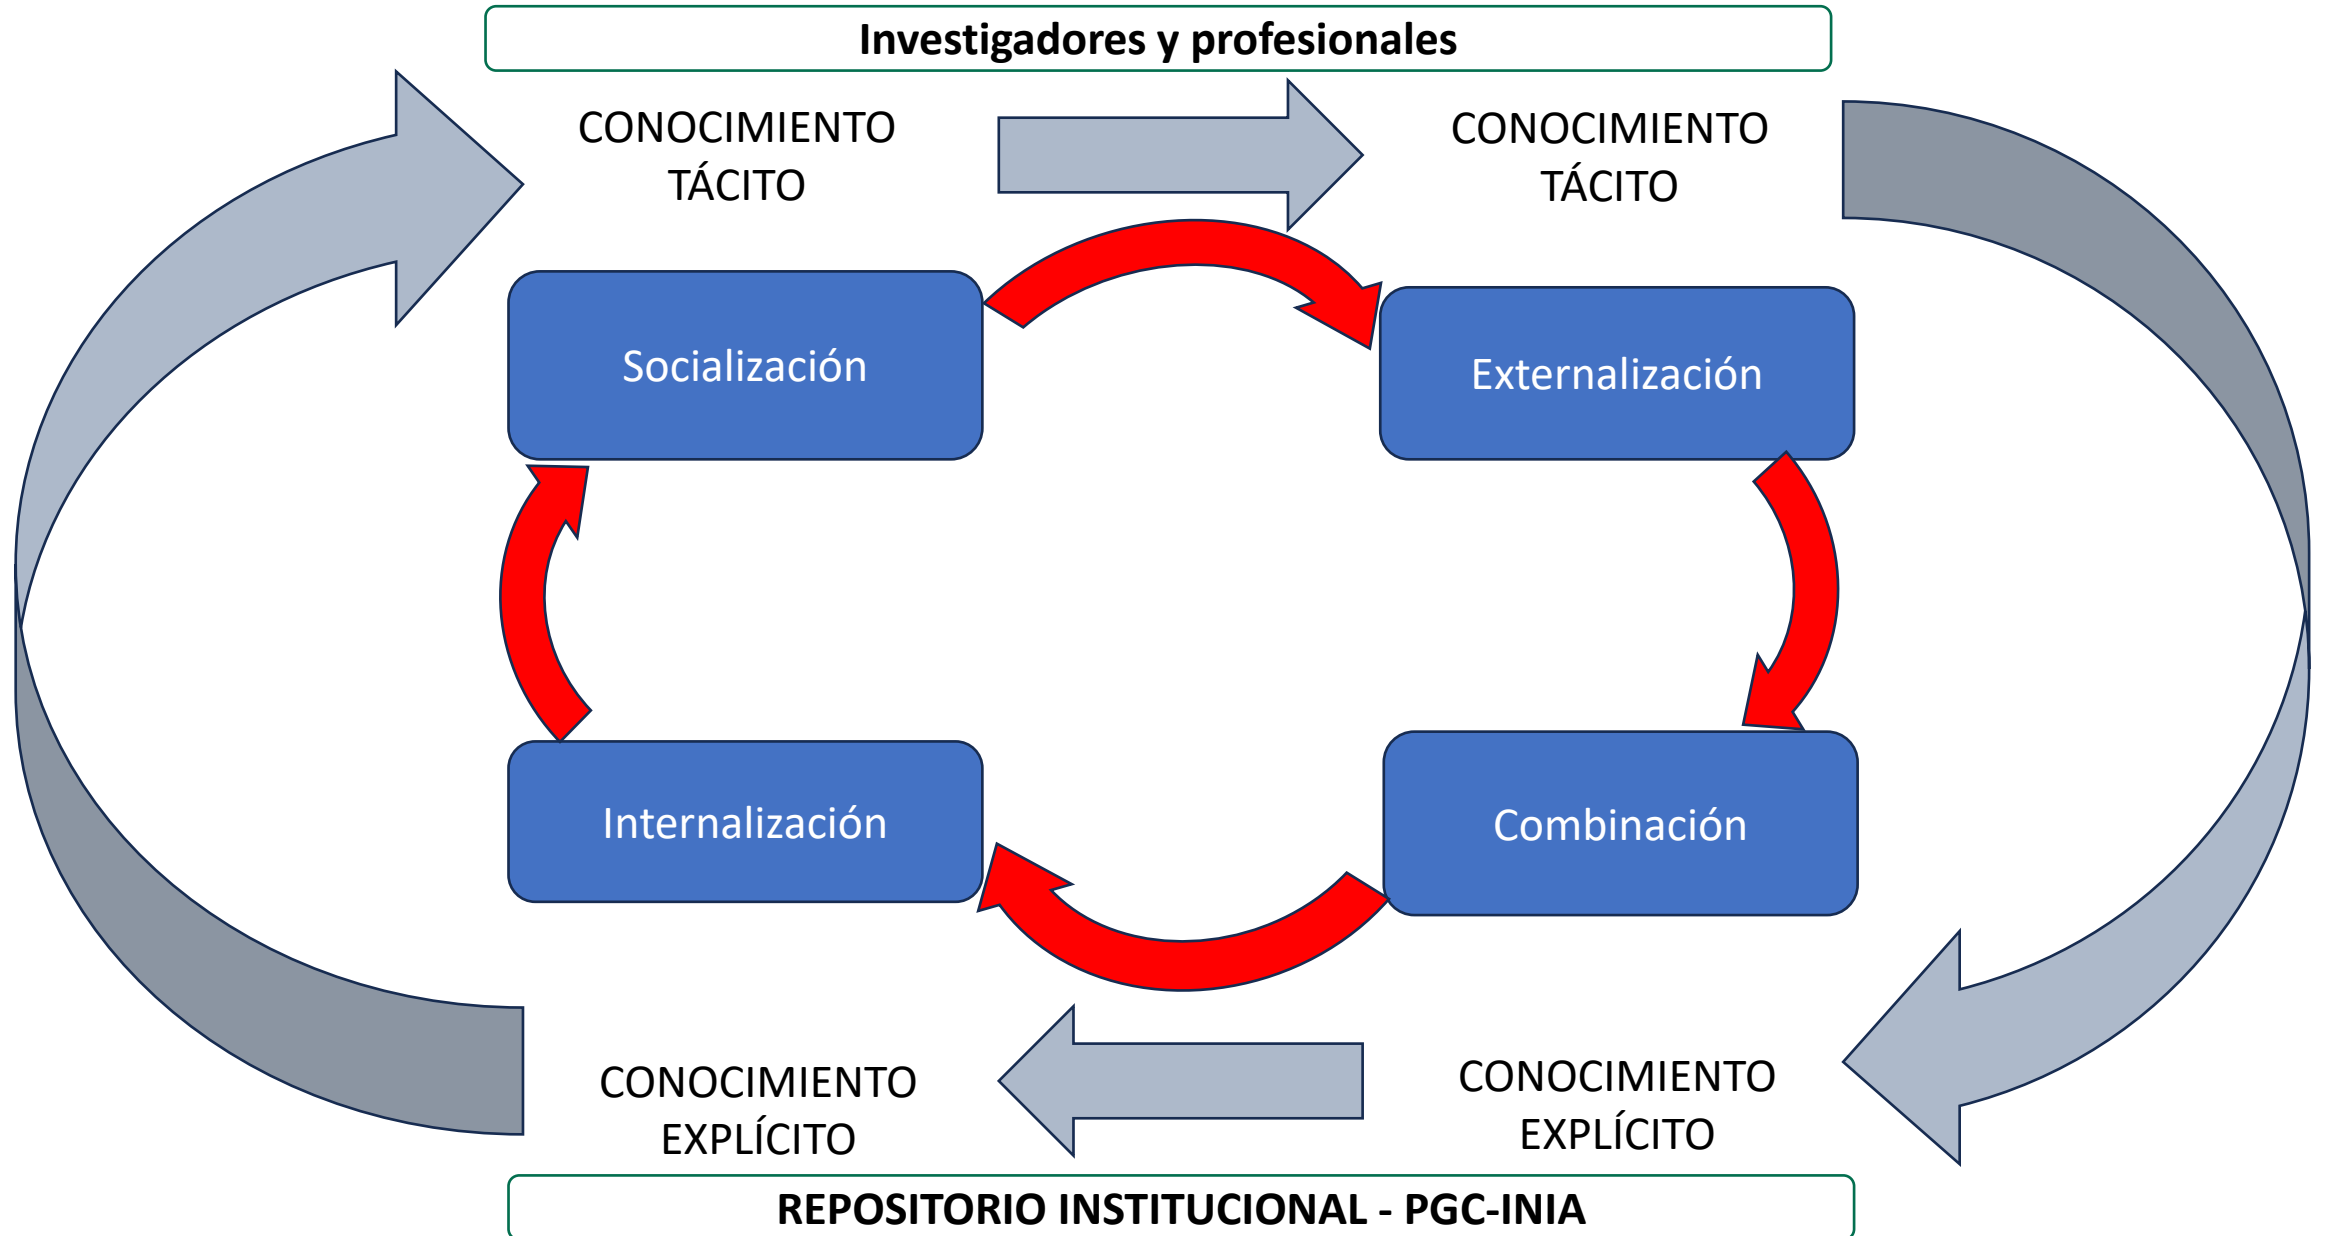 Investigadores y profesionales
CONOCIMIENTO
TÁCITO
CONOCIMIENTO
TÁCITO
Socialización
Externalización
Internalización
Combinación
CONOCIMIENTO
EXPLÍCITO
CONOCIMIENTO
EXPLÍCITO
REPOSITORIO INSTITUCIONAL - PGC-INIA